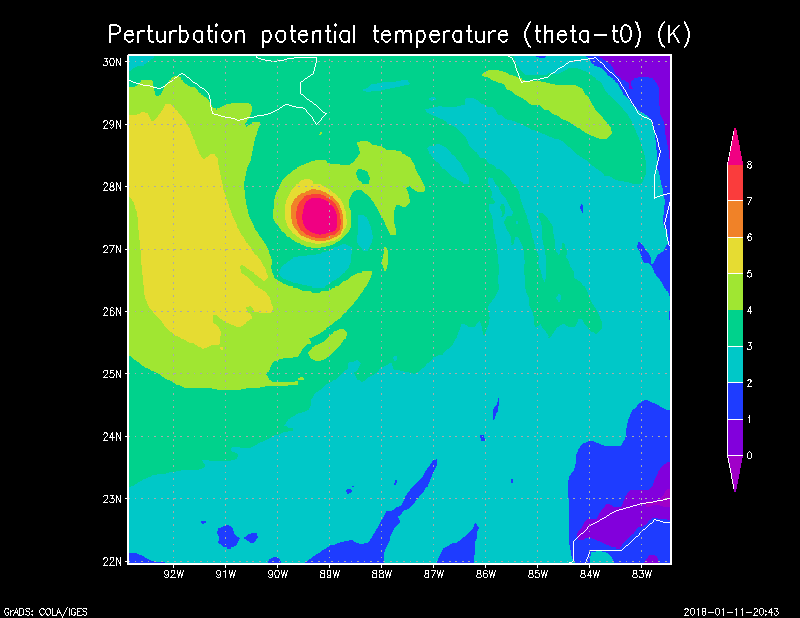 Perturbation potential temperature (theta-t0) (K)
30N
29N
28N
27N
26N
25N
24N
23N
22N
92W 91W 90W 89W 88W 87W 86W 85W 84W 83W
8
7
6
5
4
3
2
1
0
GrADS: COLA/IGES 2018-01-11-20:43